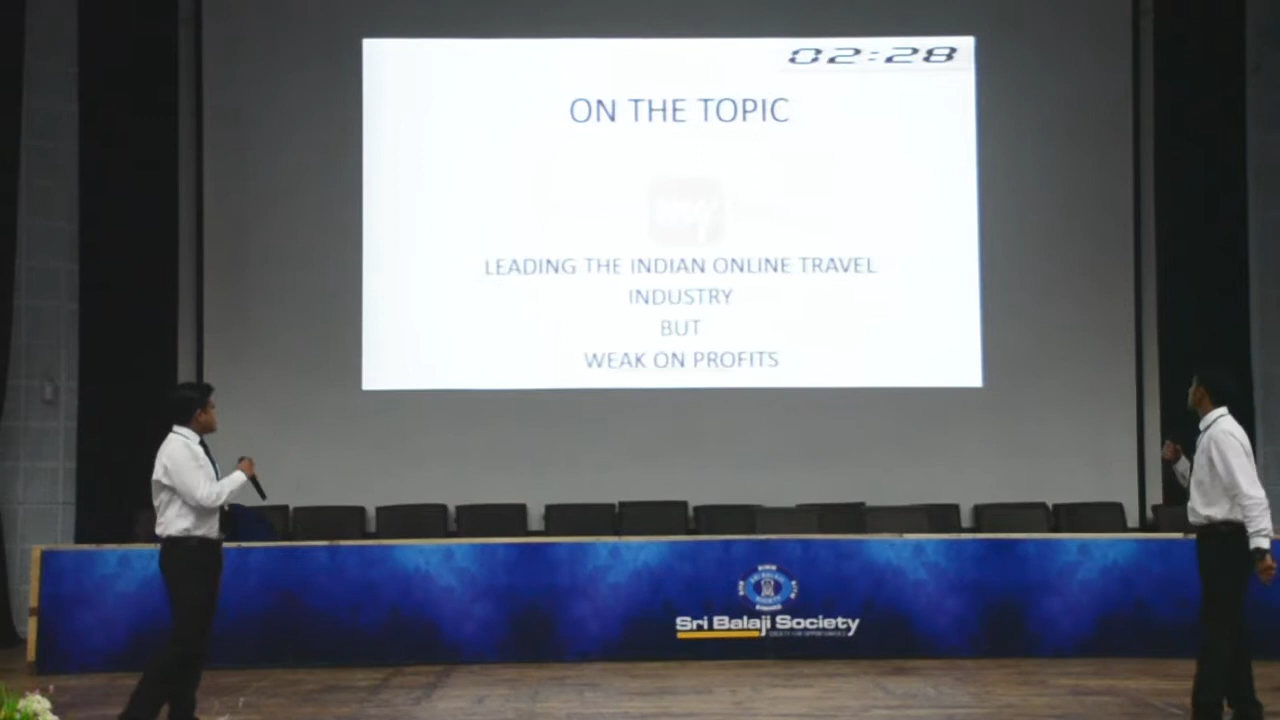 02:28
ON THE TOPIC
LEADING THE INDIAN ONLINE TRAVEL
INDUSTRY
BUT
WEAK ON PROFITS
Sri Balaji Society